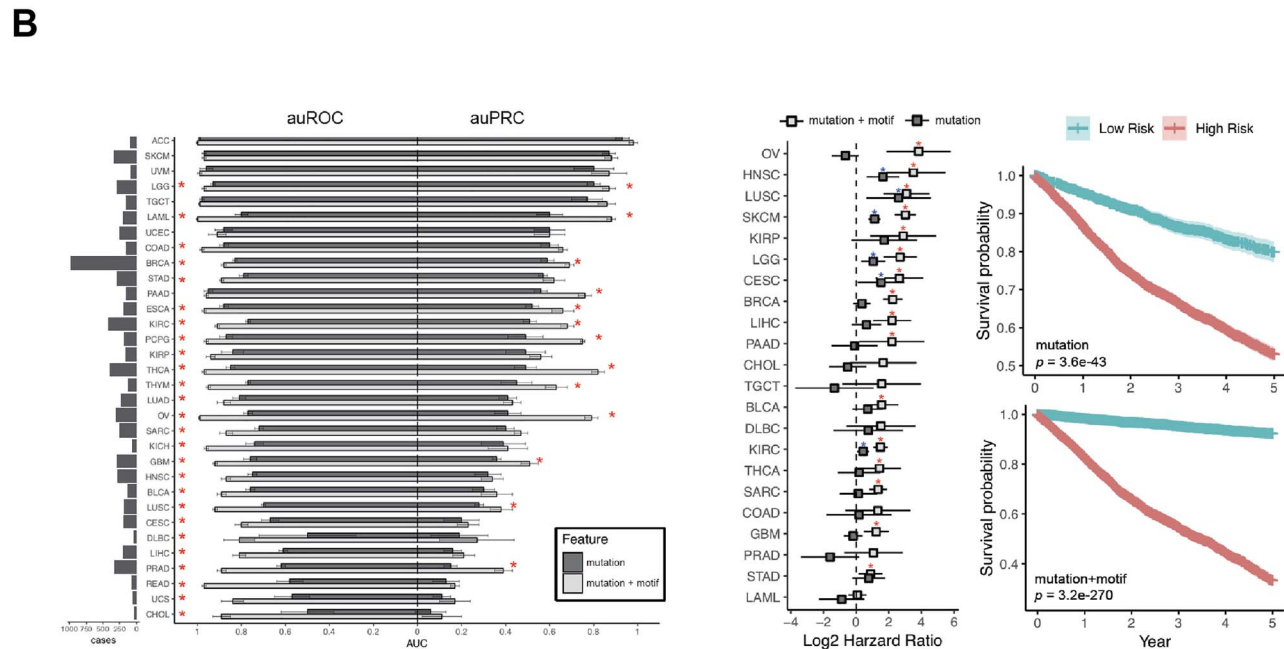 B
auROC auPRC
ACC
SKCM
UVM
LGG * *
TGCT
LAML * *
UCEC
COAD *
BRCA * *
STAD *
PAAD *
ESCA * *
KIRC * *
PCPG * *
KIRP *
THCA * *
THYM * *
LUAD *
OV * *
SARC *
KICH *
GBM * *
HNSC *
BLCA *
LUSC * *
CESC *
DLBC *
LIHC *
PRAD * *
READ *
UCS *
CHOL *
Feature
mutation
mutation + motif
1000 750 500 250 0
cases
1 0.8 0.6 0.4 0.2 0 0.2 0.4 0.6 0.8 1
AUC
mutation + motif mutation
OV *
HNSC * *
LUSC * *
SKCM * *
KIRP *
LGG * *
CESC * *
BRCA *
LIHC *
PAAD *
CHOL
TGCT
BLCA *
DLBC
KIRC * *
THCA *
SARC *
COAD
GBM *
PRAD
STAD *
LAML
−4 −2 0 2 4 6
Log2 Harzard Ratio
Low Risk High Risk
Survival probability
1.0
0.9
0.8
0.7
0.6
0.5
mutation
p = 3.6e-43
0 1 2 3 4 5
Survival probability
1.0
0.8
0.6
0.4
mutation+motif
p = 3.2e-270
0 1 2 3 4 5
Year